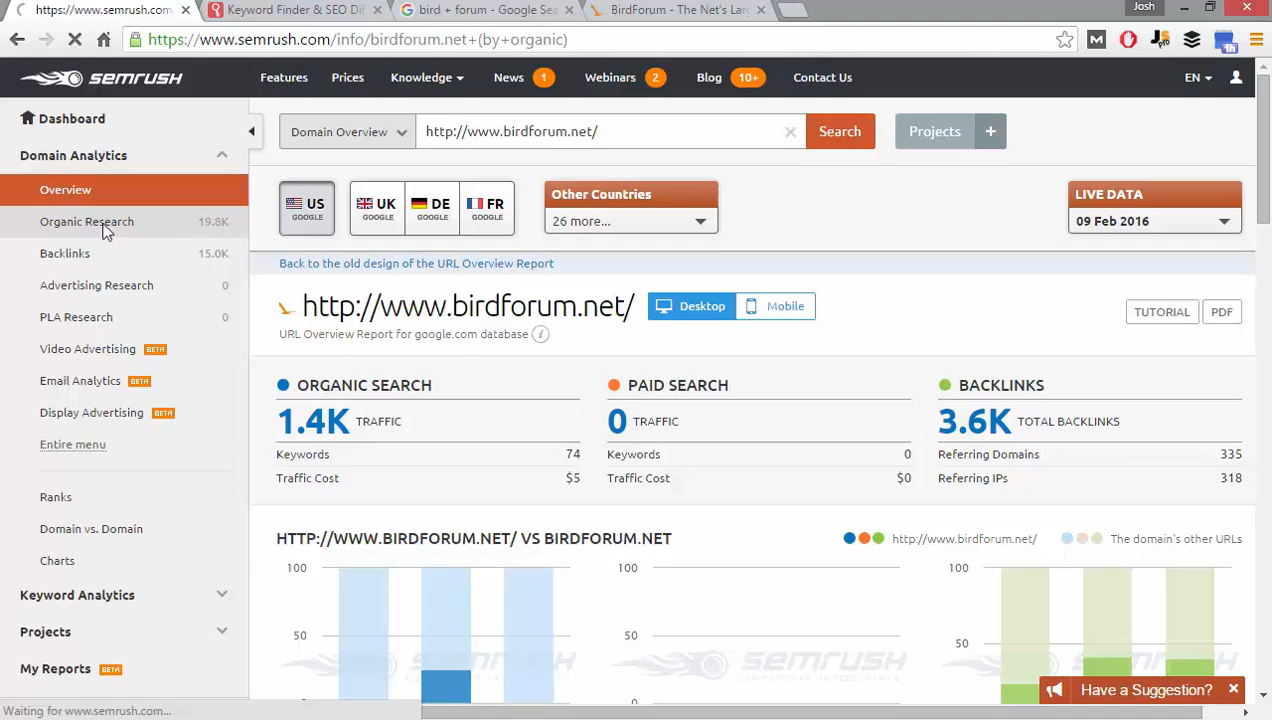 https://www.semrush.com/
Keyword Finder & SEO Dif
bird + forum - Google Sea
BirdForum - The Net's Lar
Josh
https://www.semrush.com/info/birdforum.net+(by+organic)
semrush
Features
Prices
Knowledge
News 1
Webinars 2
Blog 10+
Contact Us
EN
Dashboard
Domain Analytics
Overview
Organic Research 19.8K
Backlinks 15.0K
Advertising Research 0
PLA Research 0
Video Advertising BETA
Email Analytics BETA
Display Advertising BETA
Entire menu
Ranks
Domain vs. Domain
Charts
Keyword Analytics
Projects
My Reports BETA
Waiting for www.semrush.com...
Domain Overview
http://www.birdforum.net/
Search
Projects +
US GOOGLE
UK GOOGLE
DE GOOGLE
FR GOOGLE
Other Countries
26 more...
LIVE DATA
09 Feb 2016
Back to the old design of the URL Overview Report
http://www.birdforum.net/
Desktop
Mobile
TUTORIAL
PDF
URL Overview Report for google.com database i
ORGANIC SEARCH
1.4K TRAFFIC
Keywords 74
Traffic Cost $5
PAID SEARCH
0 TRAFFIC
Keywords 0
Traffic Cost $0
BACKLINKS
3.6K TOTAL BACKLINKS
Referring Domains 335
Referring IPs 318
HTTP://WWW.BIRDFORUM.NET/ VS BIRDFORUM.NET
http://www.birdforum.net/
The domain's other URLs
100
100
100
50
50
50
semrush
semrush
semrush
Have a Suggestion?